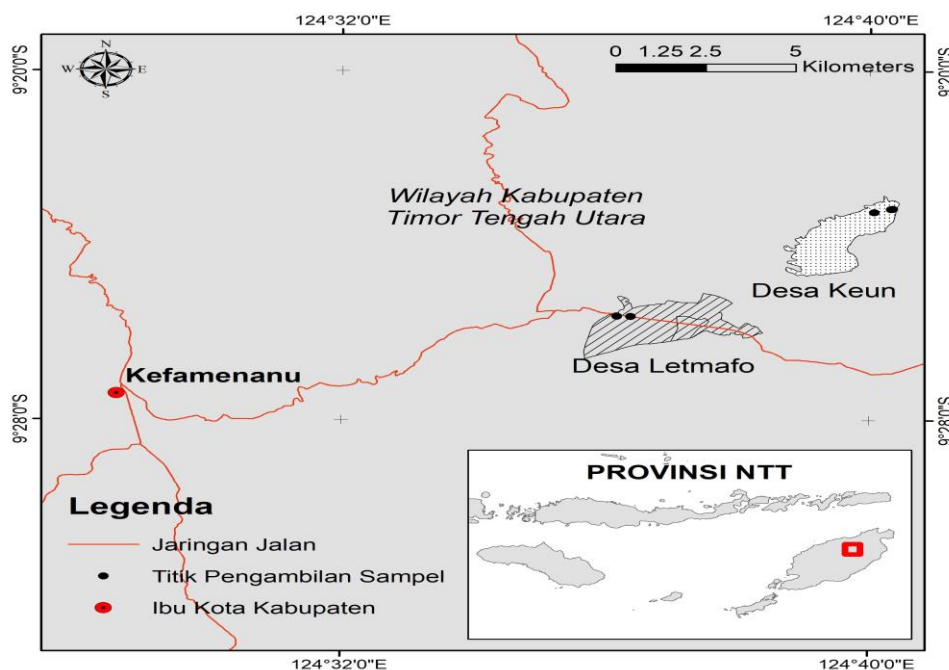 124°32'0"E
124°40'0"E
N
W E
S
0 1.25 2.5 5
Kilometers
9°20'0"S
9°20'0"S
Wilayah Kabupaten
Timor Tengah Utara
Desa Keun
Desa Letmafo
Kefamenanu
9°28'0"S
9°28'0"S
Legenda
Jaringan Jalan
Titik Pengambilan Sampel
Ibu Kota Kabupaten
PROVINSI NTT
124°32'0"E
124°40'0"E